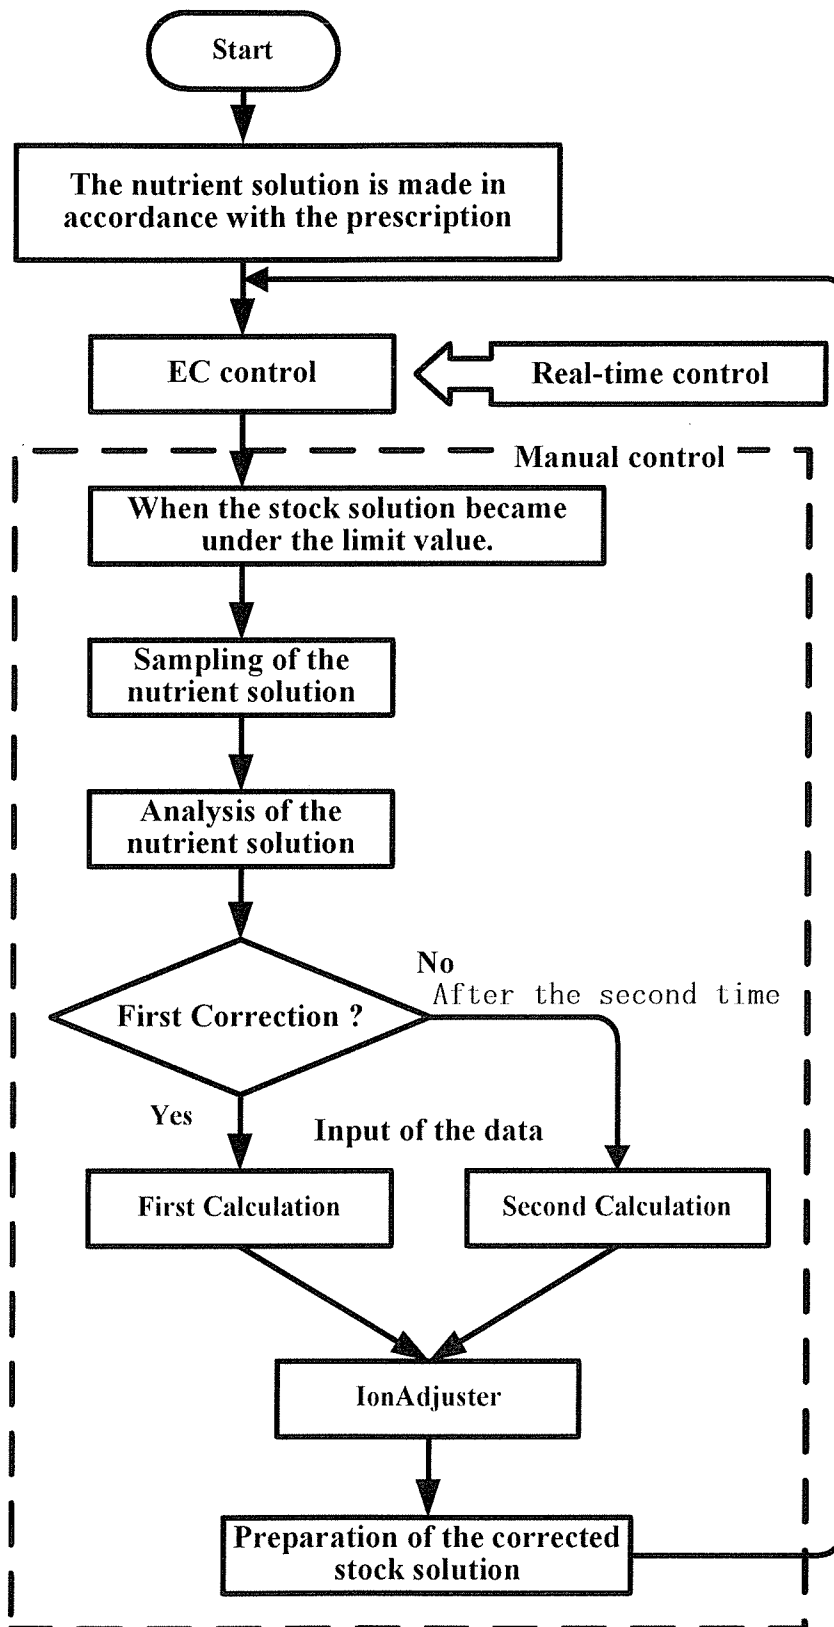 Start
The nutrient solution is made in
accordance with the prescription
EC control
Real-time control
Manual control
When the stock solution became
under the limit value.
Sampling of the
nutrient solution
Analysis of the
nutrient solution
No
After the second time
First Correction ?
Yes
Input of the data
First Calculation
Second Calculation
IonAdjuster
Preparation of the corrected
stock solution